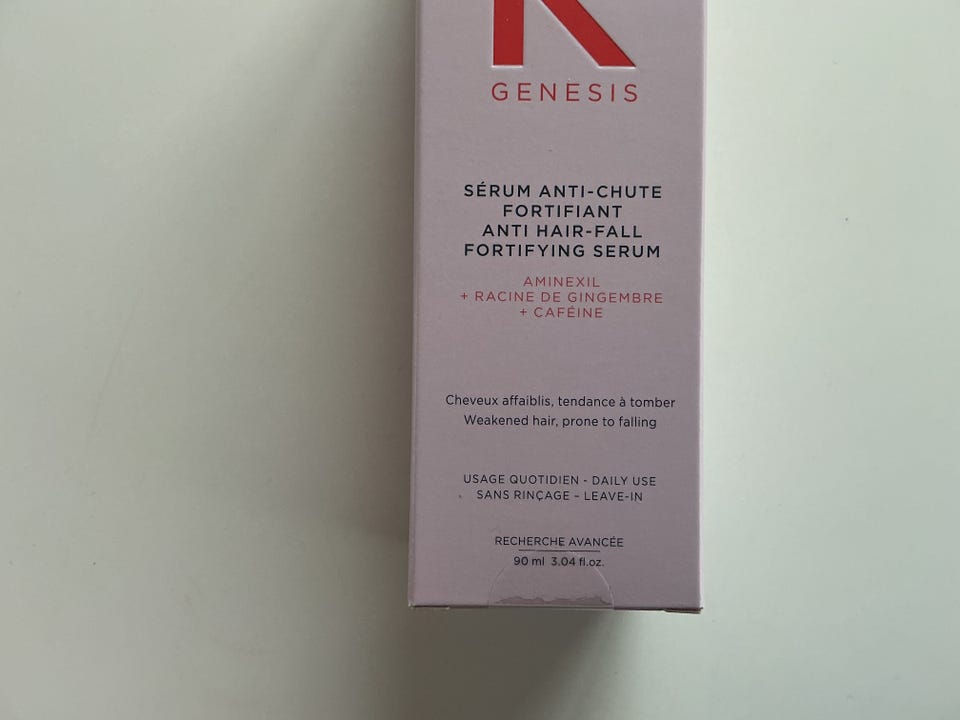 K
GENESIS
SÉRUM ANTI-CHUTE
FORTIFIANT
ANTI HAIR-FALL
FORTIFYING SERUM
AMINEXIL
+ RACINE DE GINGEMBRE
+ CAFÉINE
Cheveux affaiblis, tendance à tomber
Weakened hair, prone to falling
USAGE QUOTIDIEN - DAILY USE
SANS RINÇAGE – LEAVE-IN
RECHERCHE AVANCÉE
90 ml 3.04 fl.oz.